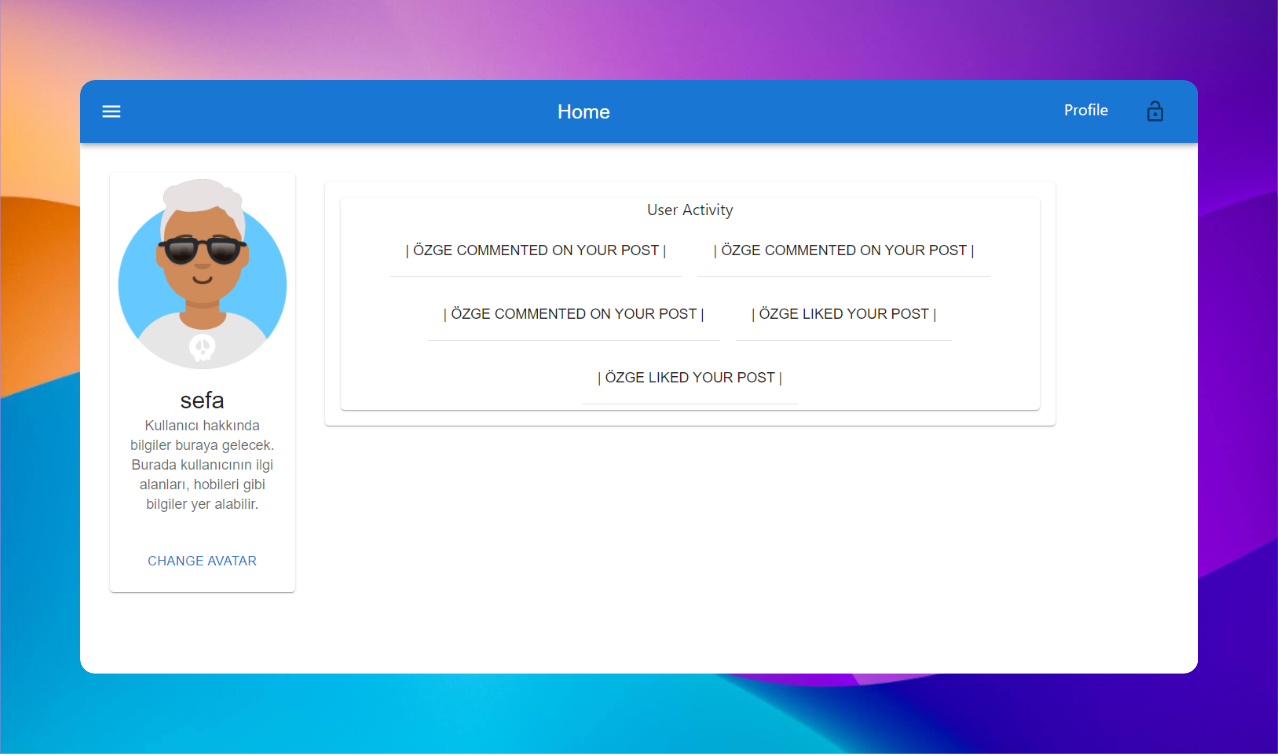 Home
Profile
sefa
Kullanıcı hakkında
bilgiler buraya gelecek.
Burada kullanıcının ilgi
alanları, hobileri gibi
bilgiler yer alabilir.
CHANGE AVATAR
User Activity
| ÖZGE COMMENTED ON YOUR POST |
| ÖZGE COMMENTED ON YOUR POST |
| ÖZGE COMMENTED ON YOUR POST |
| ÖZGE LIKED YOUR POST |
| ÖZGE LIKED YOUR POST |